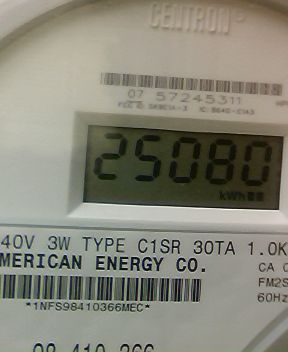 CENTRON
07 57245311
25080
kWh
40V 3W TYPE C1SR 30TA 1.0K
MERICAN ENERGY CO.
CA
FM2S
60Hz
*1NFS98410366MEC*